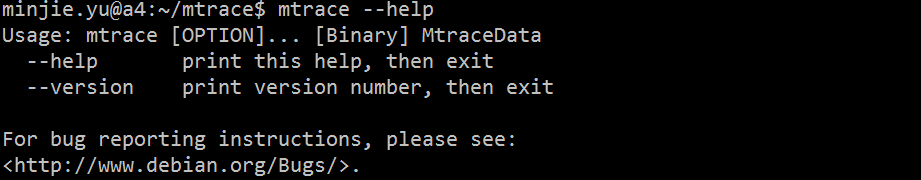 minjie.yu@a4:~/mtrace$ mtrace --help
Usage: mtrace [OPTION]... [Binary] MtraceData
  --help       print this help, then exit
  --version    print version number, then exit

For bug reporting instructions, please see:
<http://www.debian.org/Bugs/>.